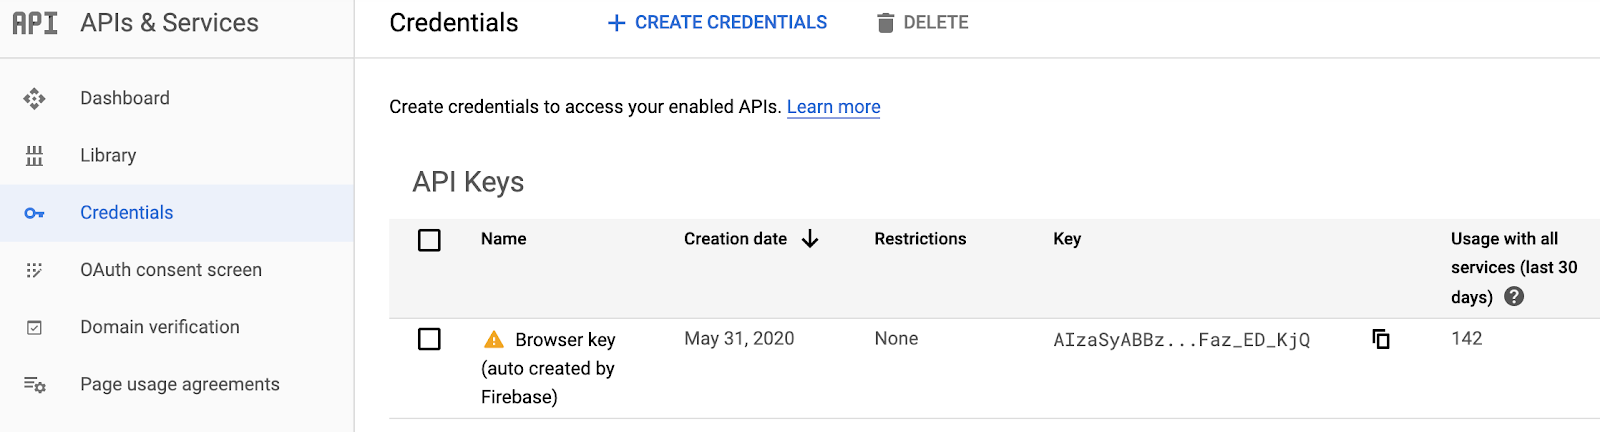 API APIs & Services
Credentials
CREATE CREDENTIALS
DELETE
Dashboard
Library
Credentials
OAuth consent screen
Domain verification
Page usage agreements
Create credentials to access your enabled APIs. Learn more
API Keys
Name
Creation date
Restrictions
Key
Usage with all
services (last 30
days)
Browser key
(auto created by
Firebase)
May 31, 2020
None
AIzaSyABBz...Faz_ED_KjQ
142